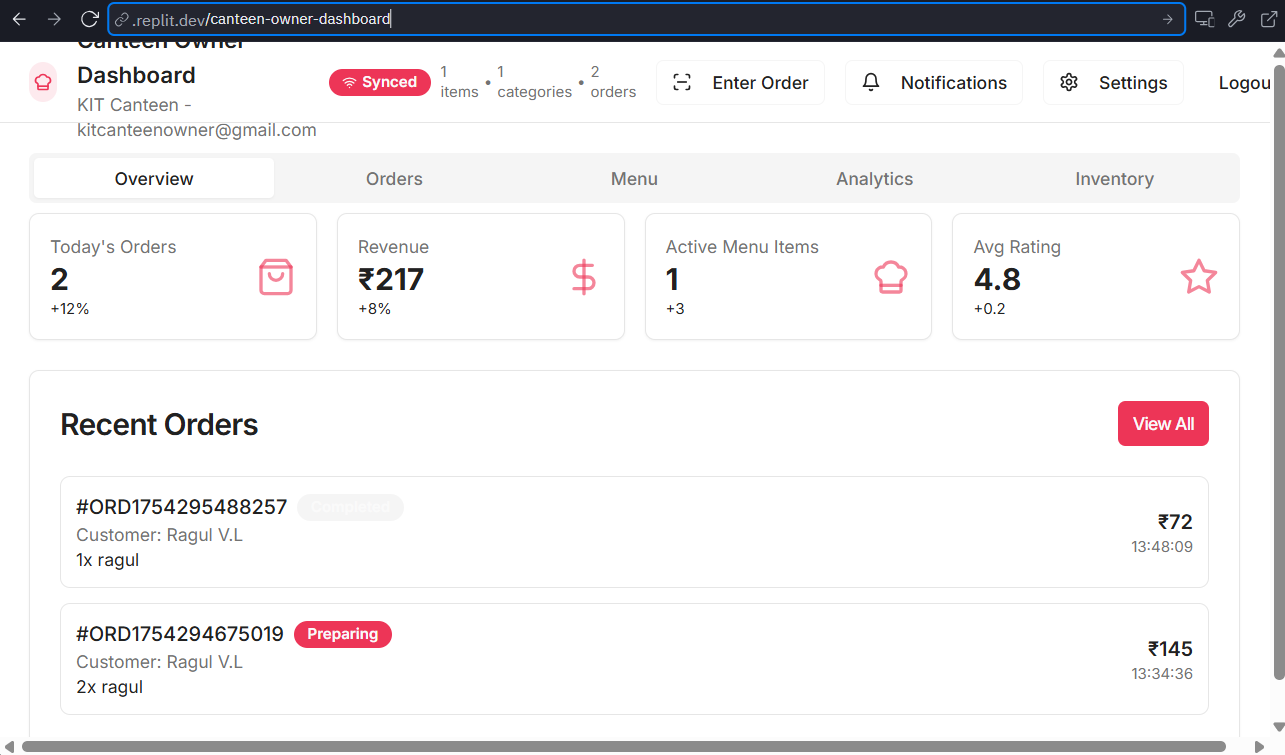 .replit.dev/canteen-owner-dashboard
Canteen Owner
Dashboard
KIT Canteen -
kitcanteenowner@gmail.com
Synced
1
items
•
1
categories
•
2
orders
Enter Order
Notifications
Settings
Logou
Overview
Orders
Menu
Analytics
Inventory
Today's Orders
2
+12%
Revenue
₹217
+8%
Active Menu Items
1
+3
Avg Rating
4.8
+0.2
Recent Orders
View All
#ORD1754295488257
Completed
Customer: Ragul V.L
1x ragul
₹72
13:48:09
#ORD1754294675019
Preparing
Customer: Ragul V.L
2x ragul
₹145
13:34:36